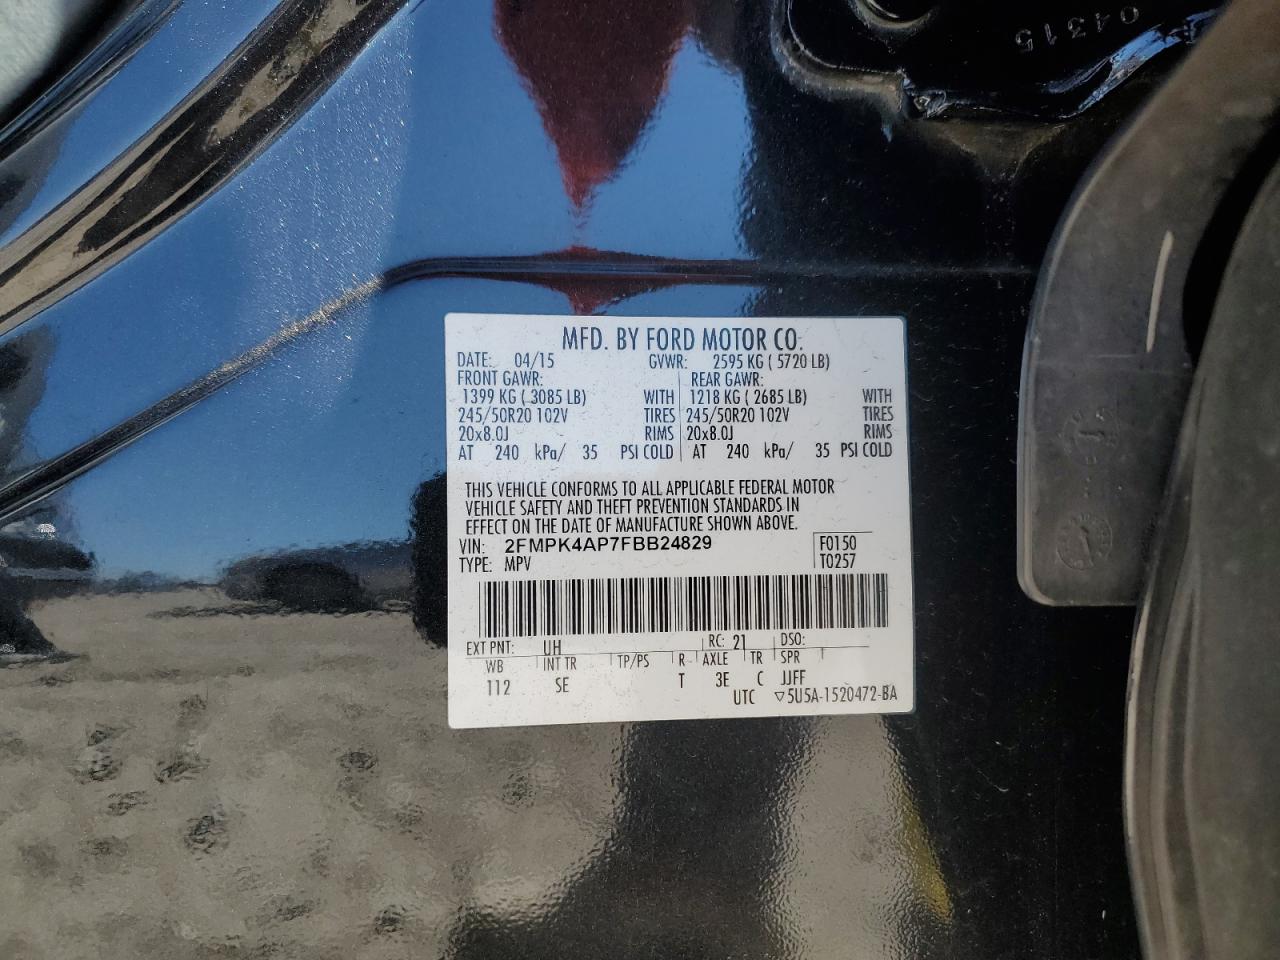 04315
MFD. BY FORD MOTOR CO.
DATE: 04/15 GVWR: 2595 KG ( 5720 LB)
FRONT GAWR: REAR GAWR:
1399 KG ( 3085 LB) WITH 1218 KG ( 2685 LB) WITH
245/50R20 102V TIRES 245/50R20 102V TIRES
20x8.0J RIMS 20x8.0J RIMS
AT 240 kPa/ 35 PSI COLD AT 240 kPa/ 35 PSI COLD
THIS VEHICLE CONFORMS TO ALL APPLICABLE FEDERAL MOTOR
VEHICLE SAFETY AND THEFT PREVENTION STANDARDS IN
EFFECT ON THE DATE OF MANUFACTURE SHOWN ABOVE.
VIN: 2FMPK4AP7FBB24829 F0150
TYPE: MPV T0257
EXT PNT: UH RC: 21 DSO:
WB INT TR TP/PS R AXLE TR SPR
112 SE T 3E C JJFF
UTC ▽5U5A-1520472-BA